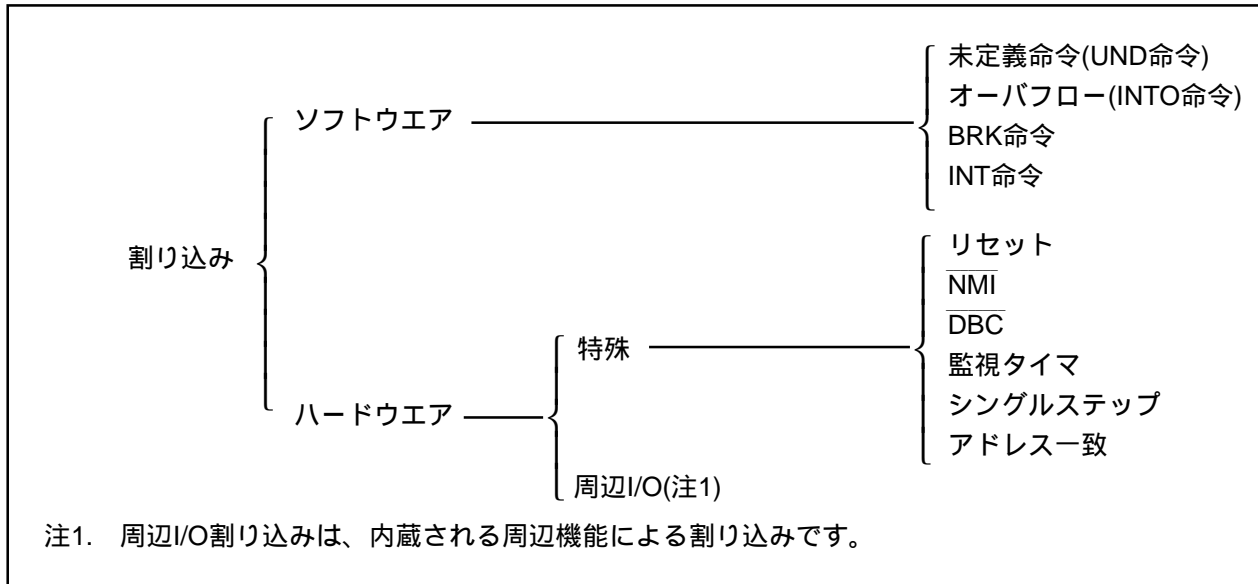 未定義命令(UND命令)
オーバフロー(INTO命令)
ソフトウエア
BRK命令
INT命令
割り込み
リセット
NMI
DBC
特殊
監視タイマ
シングルステップ
ハードウエア
アドレス一致
周辺I/O(注1)
注1. 周辺I/O割り込みは、内蔵される周辺機能による割り込みです。